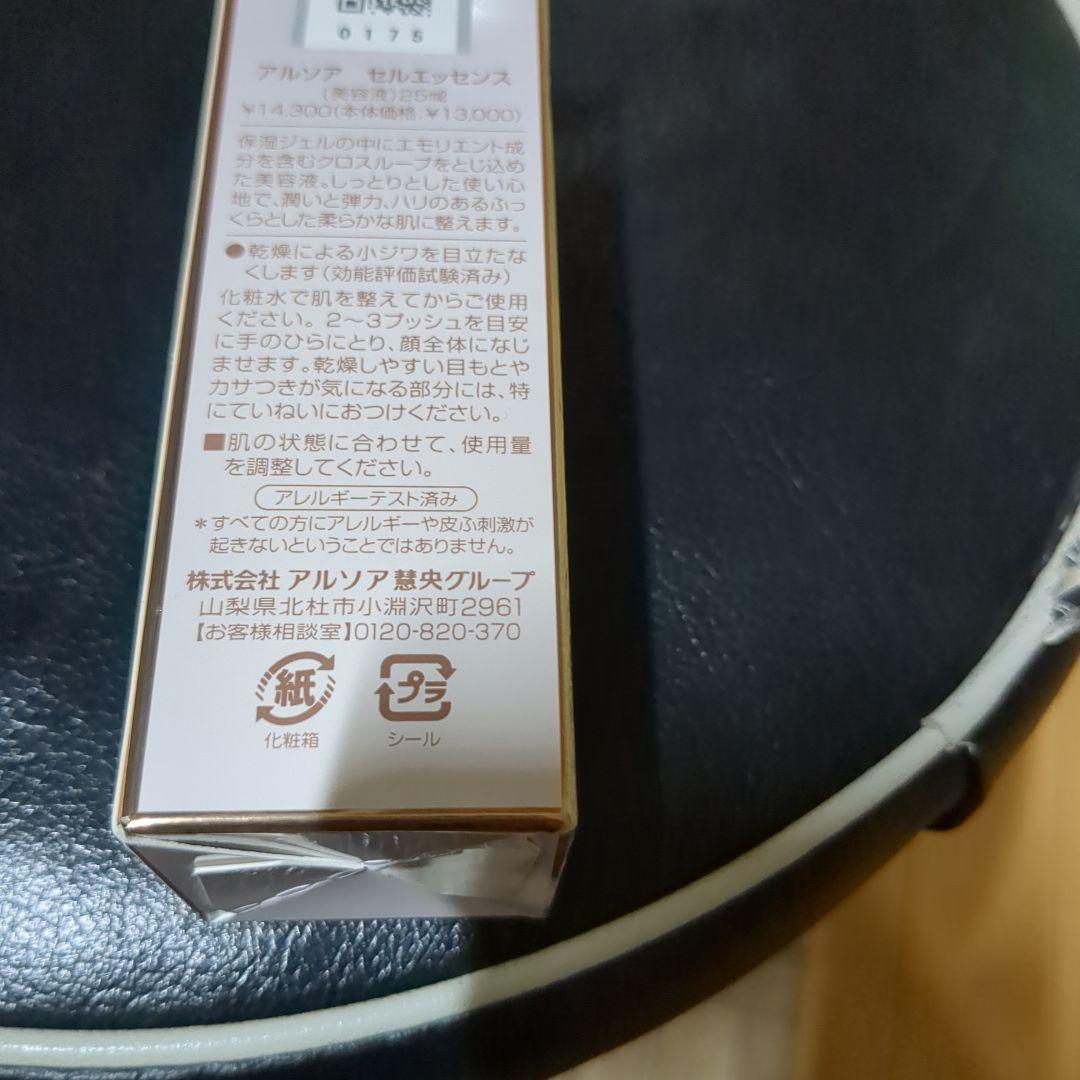 0175
アルソア セルエッセンス
(美容液)25mℓ
¥14,300(本体価格:¥13,000)
保湿ジェルの中にエモリエント成
分を含むクロスループをとじ込め
た美容液。しっとりとした使い心
地で、潤いと弾力、ハリのあるふっ
くらとした柔らかな肌に整えます。
●乾燥による小ジワを目立たな
くします(効能評価試験済み)
化粧水で肌を整えてからご使用
ください。2〜3プッシュを目安
に手のひらにとり、顔全体になじ
ませます。乾燥しやすい目もとや
カサつきが気になる部分には、特
にていねいにおつけください。
■肌の状態に合わせて、使用量
を調整してください。
アレルギーテスト済み
*すべての方にアレルギーや皮ふ刺激が
起きないということではありません。
株式会社 アルソア慧央グループ
山梨県北杜市小淵沢町2961
【お客様相談室】0120-820-370
紙 プラ
化粧箱 シール